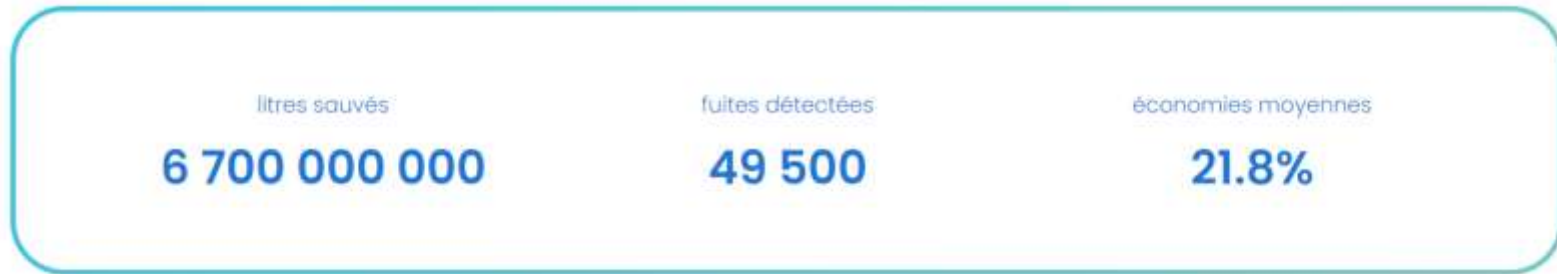 litres sauvés
6 700 000 000
fuites détectées
49 500
économies moyennes
21.8%